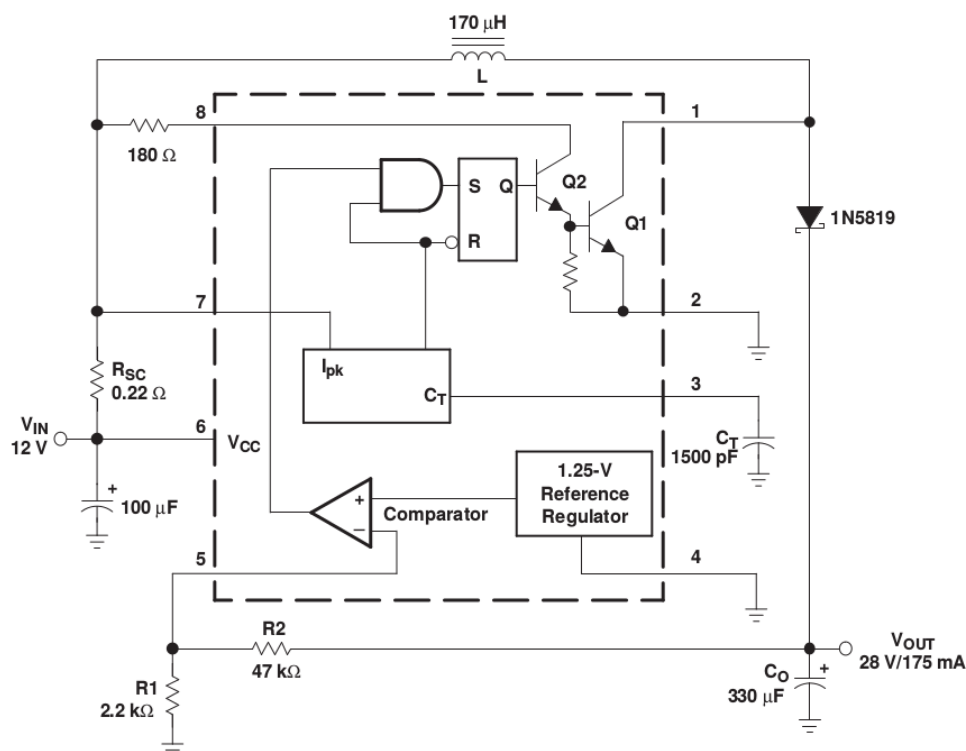 170 μH
L
8
1
180 Ω
S
Q
Q2
Q1
R
1N5819
7
2
Ipk
CT
3
RSC
0.22 Ω
VIN
12 V
6
VCC
CT
1500 pF
+
100 μF
1.25-V
Reference
Regulator
+
–
Comparator
5
4
R2
47 kΩ
VOUT
28 V/175 mA
R1
2.2 kΩ
CO
330 μF
+